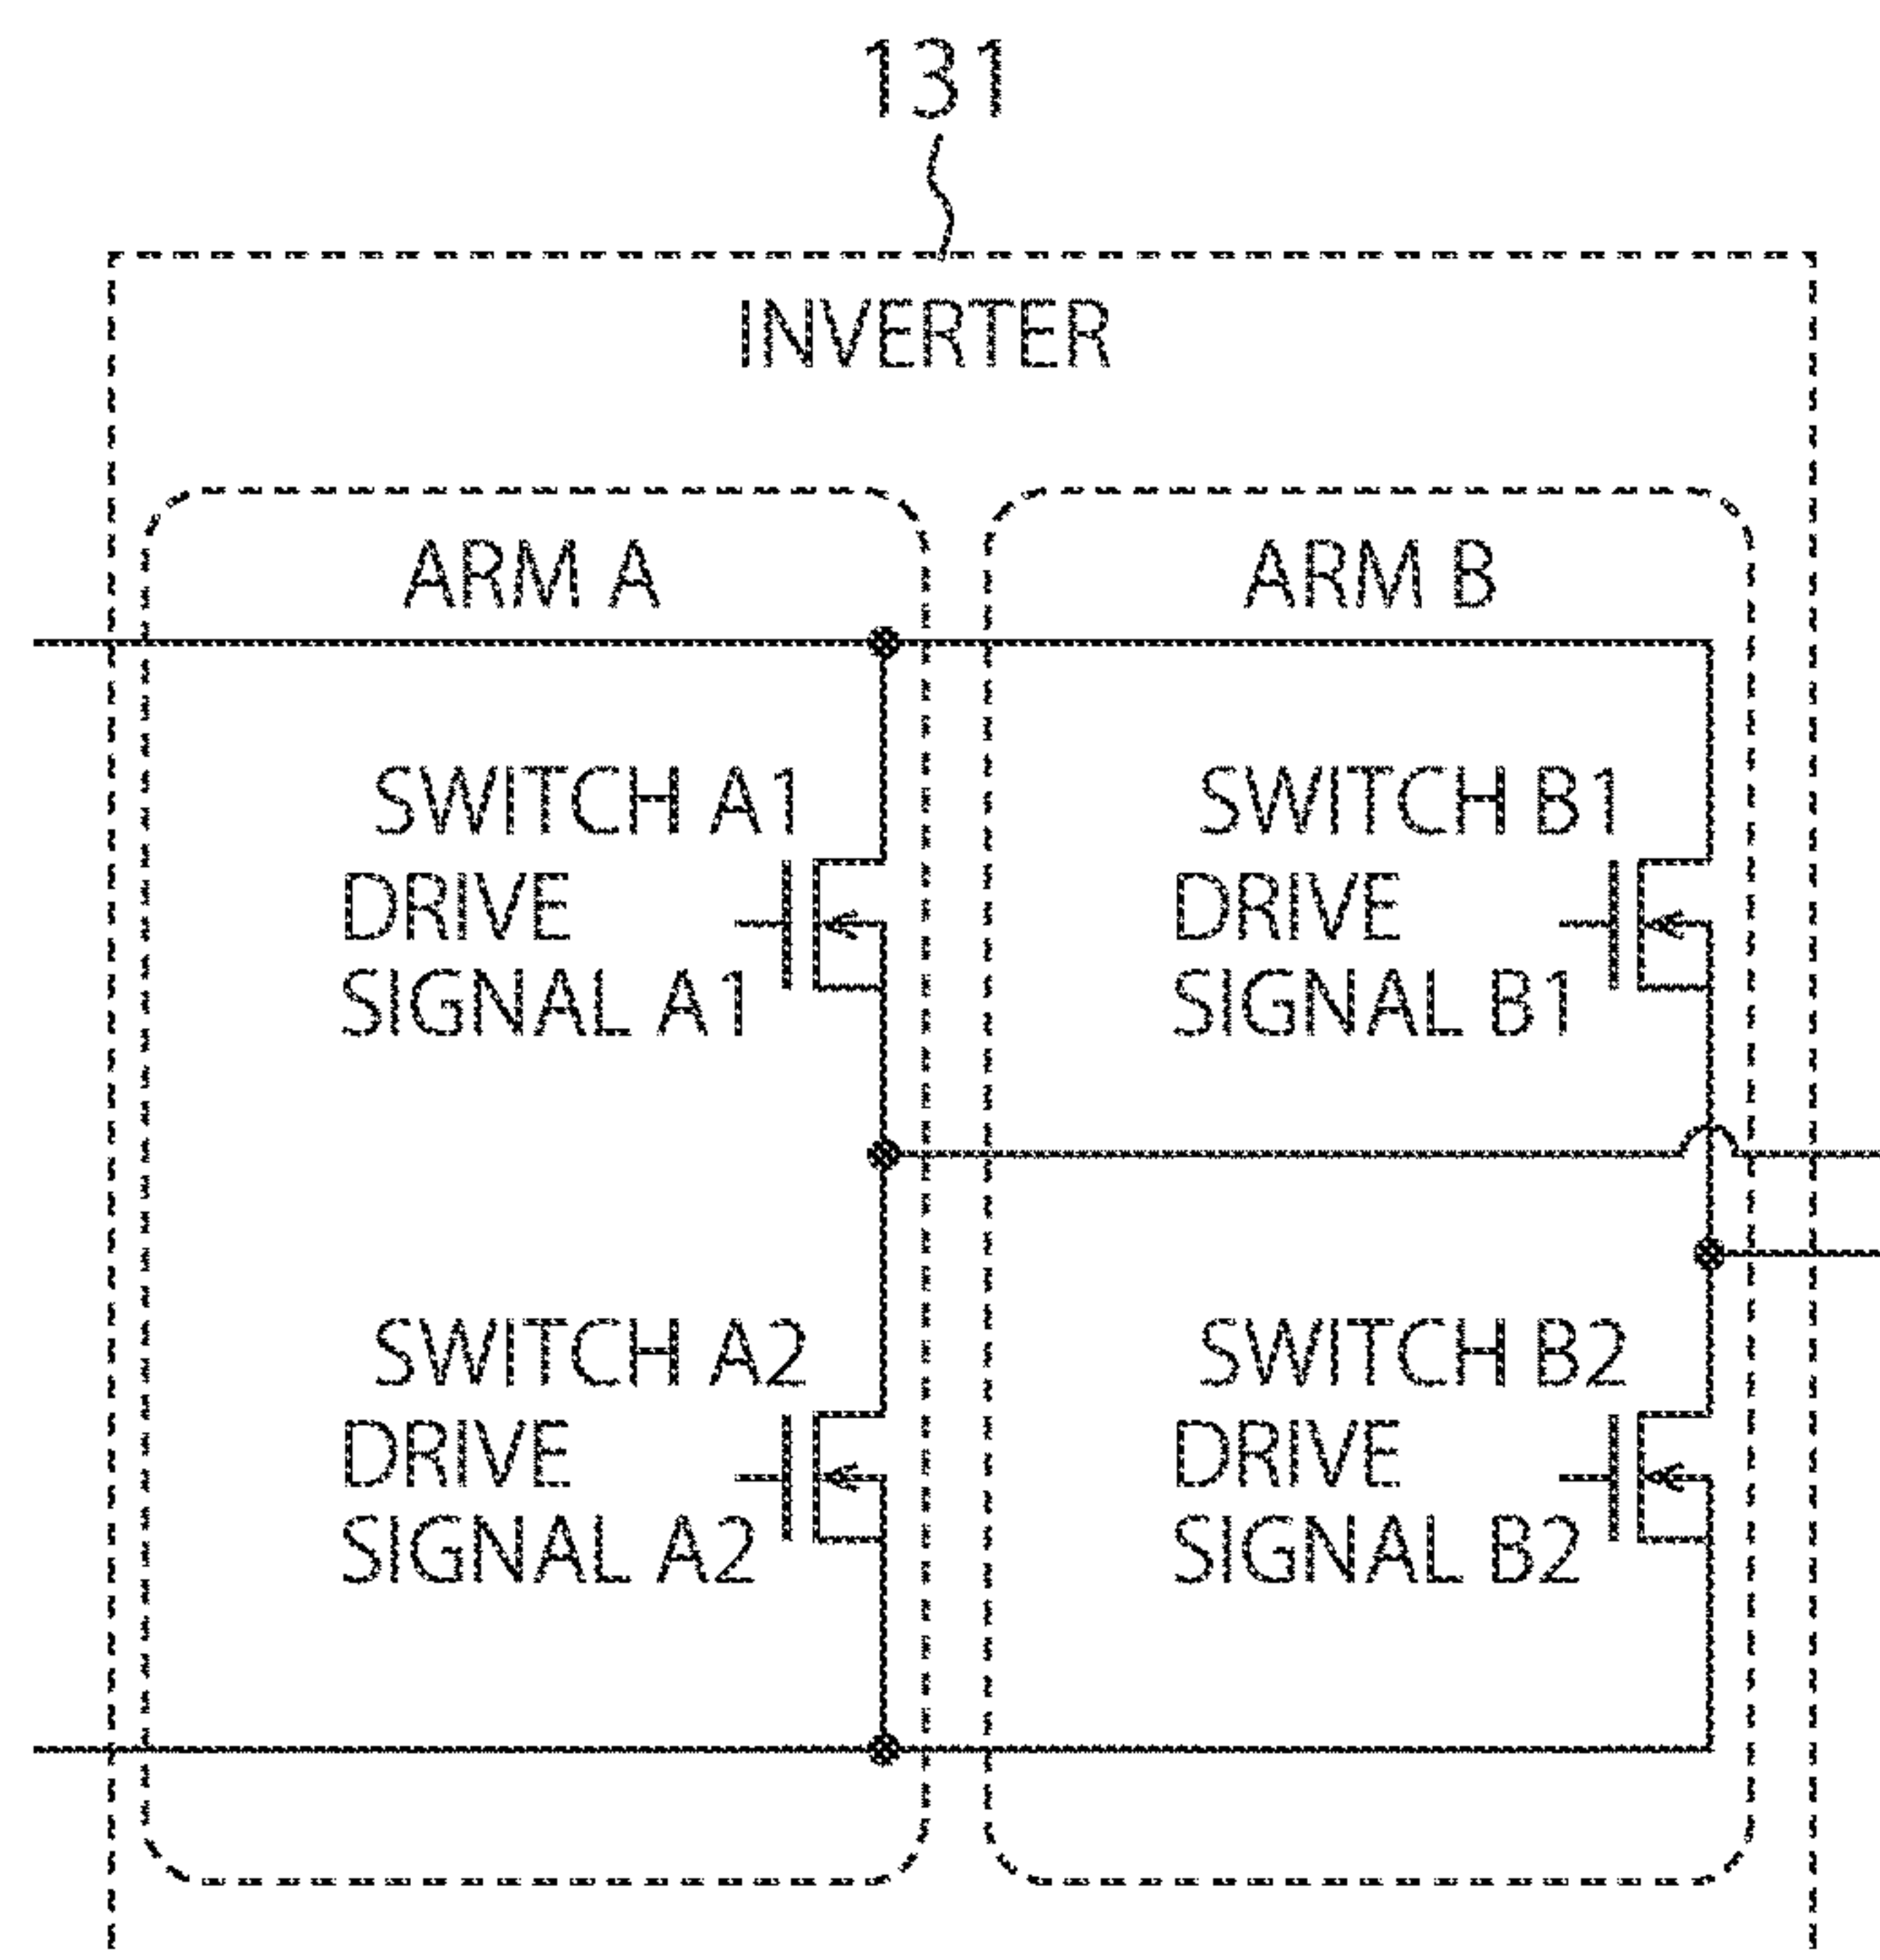 131
INVERTER
ARM A
SWITCH A1
DRIVE
SIGNAL A1
SWITCH A2
DRIVE
SIGNAL A2
ARM B
SWITCH B1
DRIVE
SIGNAL B1
SWITCH B2
DRIVE
SIGNAL B2